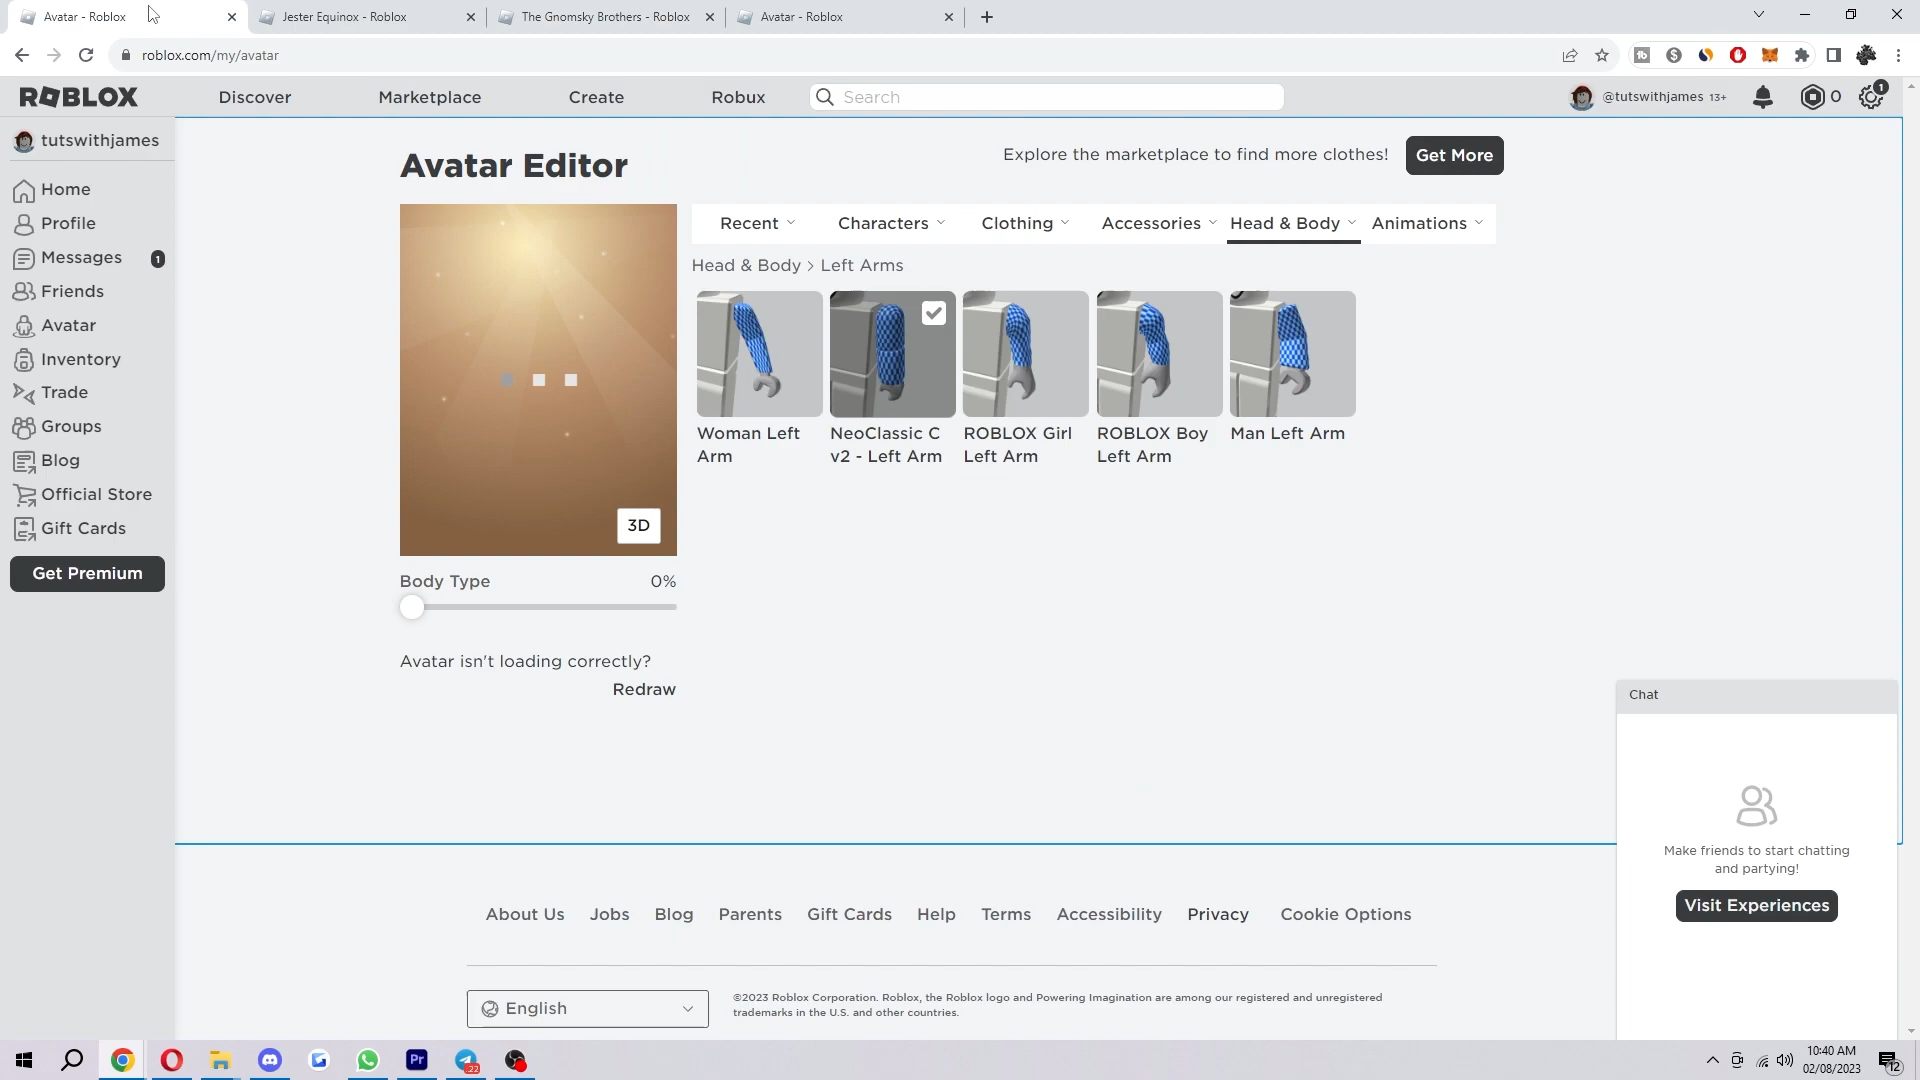 Avatar - Roblox
Jester Equinox - Roblox
The Gnomsky Brothers - Roblox
Avatar - Roblox
roblox.com/my/avatar
ROBLOX
Discover
Marketplace
Create
Robux
Search
@tutswithjames 13+
0
1
tutswithjames
Home
Profile
Messages 1
Friends
Avatar
Inventory
Trade
Groups
Blog
Official Store
Gift Cards
Get Premium
Avatar Editor
Explore the marketplace to find more clothes!
Get More
Recent
Characters
Clothing
Accessories
Head & Body
Animations
Head & Body > Left Arms
Woman Left
Arm
NeoClassic C
v2 - Left Arm
ROBLOX Girl
Left Arm
ROBLOX Boy
Left Arm
Man Left Arm
3D
Body Type 0%
Avatar isn't loading correctly?
Redraw
Chat
Make friends to start chatting
and partying!
Visit Experiences
About Us
Jobs
Blog
Parents
Gift Cards
Help
Terms
Accessibility
Privacy
Cookie Options
English
©2023 Roblox Corporation. Roblox, the Roblox logo and Powering Imagination are among our registered and unregistered
trademarks in the U.S. and other countries.
Pr
22
10:40 AM
02/08/2023
12